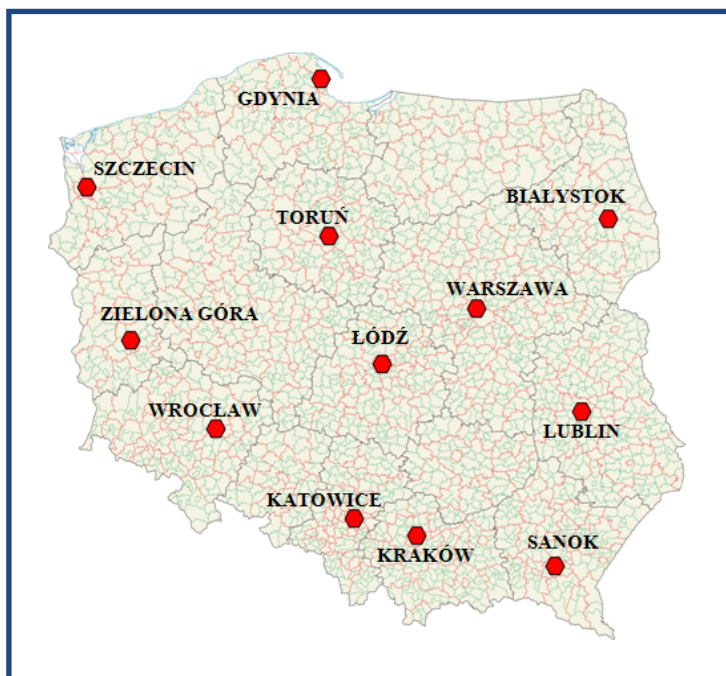 GDYNIA
SZCZECIN
BIAŁYSTOK
TORUŃ
WARSZAWA
ZIELONA GÓRA
ŁÓDŹ
WROCŁAW
LUBLIN
KATOWICE
SANOK
KRAKÓW